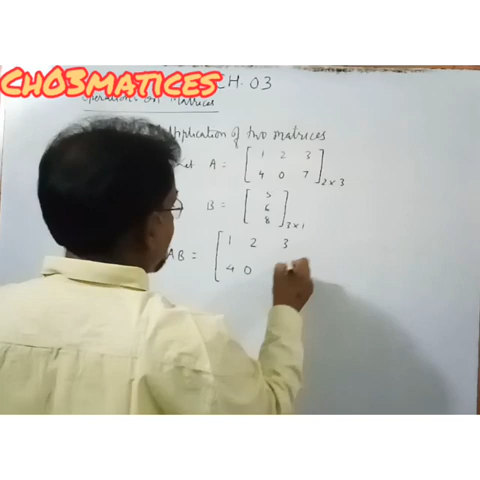 Ch03matices
CH. 03
Operations on Matrices
Multiplication of two matrices
Let A = [ 1 2 3
4 0 7 ] 2×3
B = [ 5
6
8 ] 3×1
AB = [ 1 2 3
4 0